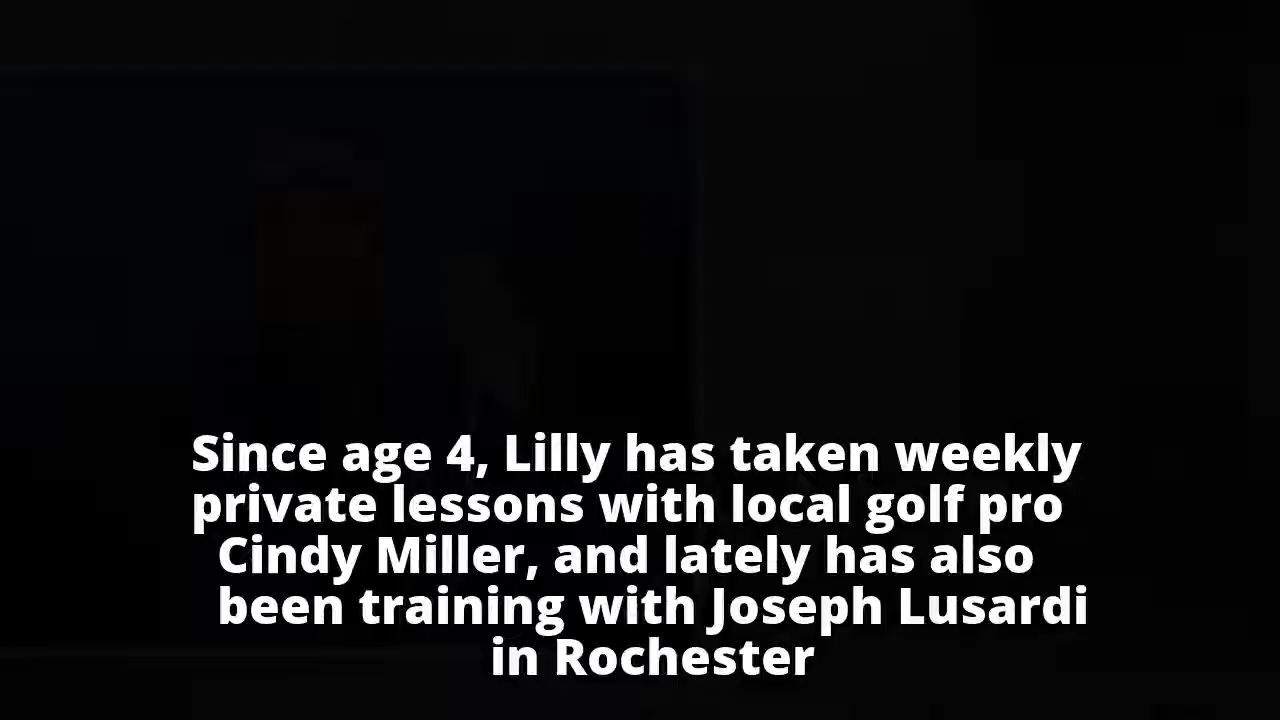 Since age 4, Lilly has taken weekly
private lessons with local golf pro
Cindy Miller, and lately has also
been training with Joseph Lusardi
in Rochester